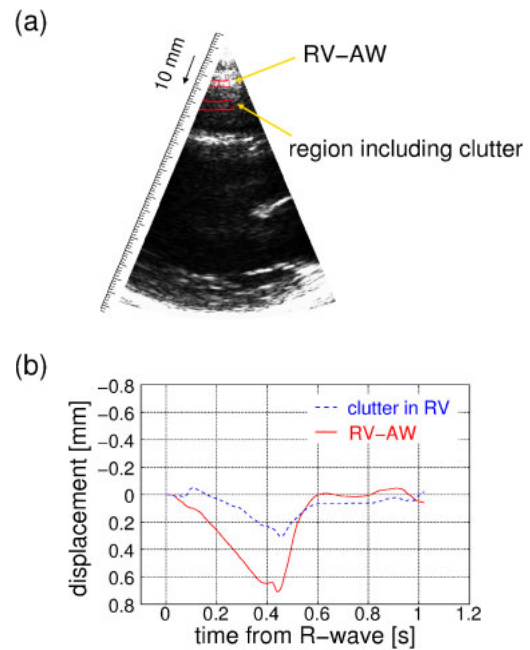 (a)
10 mm
RV−AW
region including clutter
(b)
displacement [mm]
−0.8
−0.6
−0.4
−0.2
0
0.2
0.4
0.6
0.8
clutter in RV
RV−AW
0 0.2 0.4 0.6 0.8 1 1.2
time from R−wave [s]